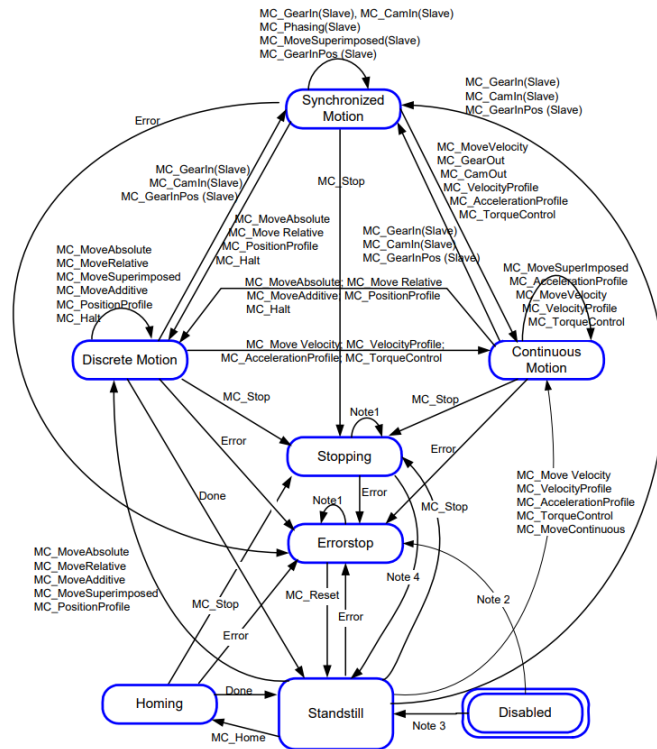 MC_GearIn(Slave), MC_CamIn(Slave)
MC_Phasing(Slave)
MC_MoveSuperimposed(Slave)
MC_GearInPos (Slave)
Synchronized
Motion
Error
MC_GearIn(Slave)
MC_CamIn(Slave)
MC_GearInPos (Slave)
MC_GearIn(Slave)
MC_CamIn(Slave)
MC_GearInPos (Slave)
MC_MoveVelocity
MC_GearOut
MC_CamOut
MC_VelocityProfile
MC_AccelerationProfile
MC_TorqueControl
MC_Stop
MC_MoveAbsolute
MC_Move Relative
MC_PositionProfile
MC_Halt
MC_GearIn(Slave)
MC_CamIn(Slave)
MC_GearInPos (Slave)
MC_MoveAbsolute
MC_MoveRelative
MC_MoveSuperimposed
MC_MoveAdditive
MC_PositionProfile
MC_Halt
MC_MoveAbsolute; MC_Move Relative
MC_MoveAdditive; MC_PositionProfile
MC_Halt
MC_MoveSuperImposed
MC_AccelerationProfile
MC_MoveVelocity
MC_VelocityProfile
MC_TorqueControl
Discrete Motion
MC_Move Velocity; MC_VelocityProfile;
MC_AccelerationProfile; MC_TorqueControl
Continuous
Motion
MC_Stop
Note1
MC_Stop
Stopping
Error
Error
Error
Done
Note1
MC_Stop
MC_Move Velocity
MC_VelocityProfile
MC_AccelerationProfile
MC_TorqueControl
MC_MoveContinuous
Errorstop
MC_MoveAbsolute
MC_MoveRelative
MC_MoveAdditive
MC_MoveSuperimposed
MC_PositionProfile
MC_Stop
MC_Reset
Note 4
Note 2
Error
Error
Homing
Done
Standstill
Note 3
Disabled
MC_Home